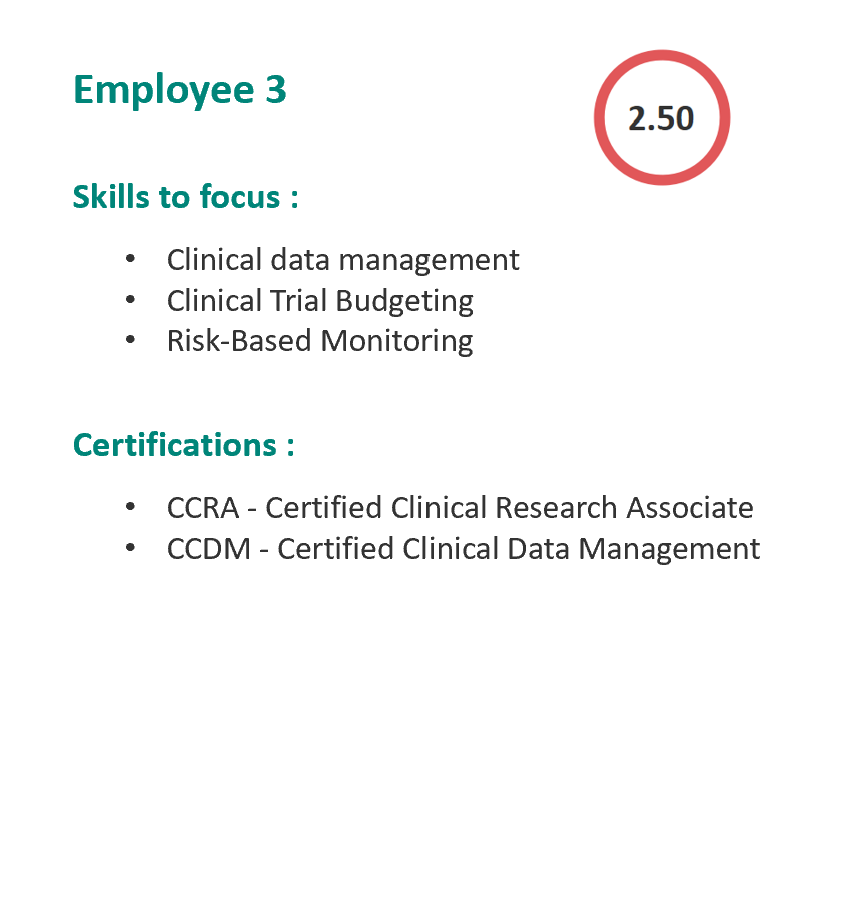 Employee 3
2.50
Skills to focus :
• Clinical data management
• Clinical Trial Budgeting
• Risk-Based Monitoring
Certifications :
• CCRA - Certified Clinical Research Associate
• CCDM - Certified Clinical Data Management